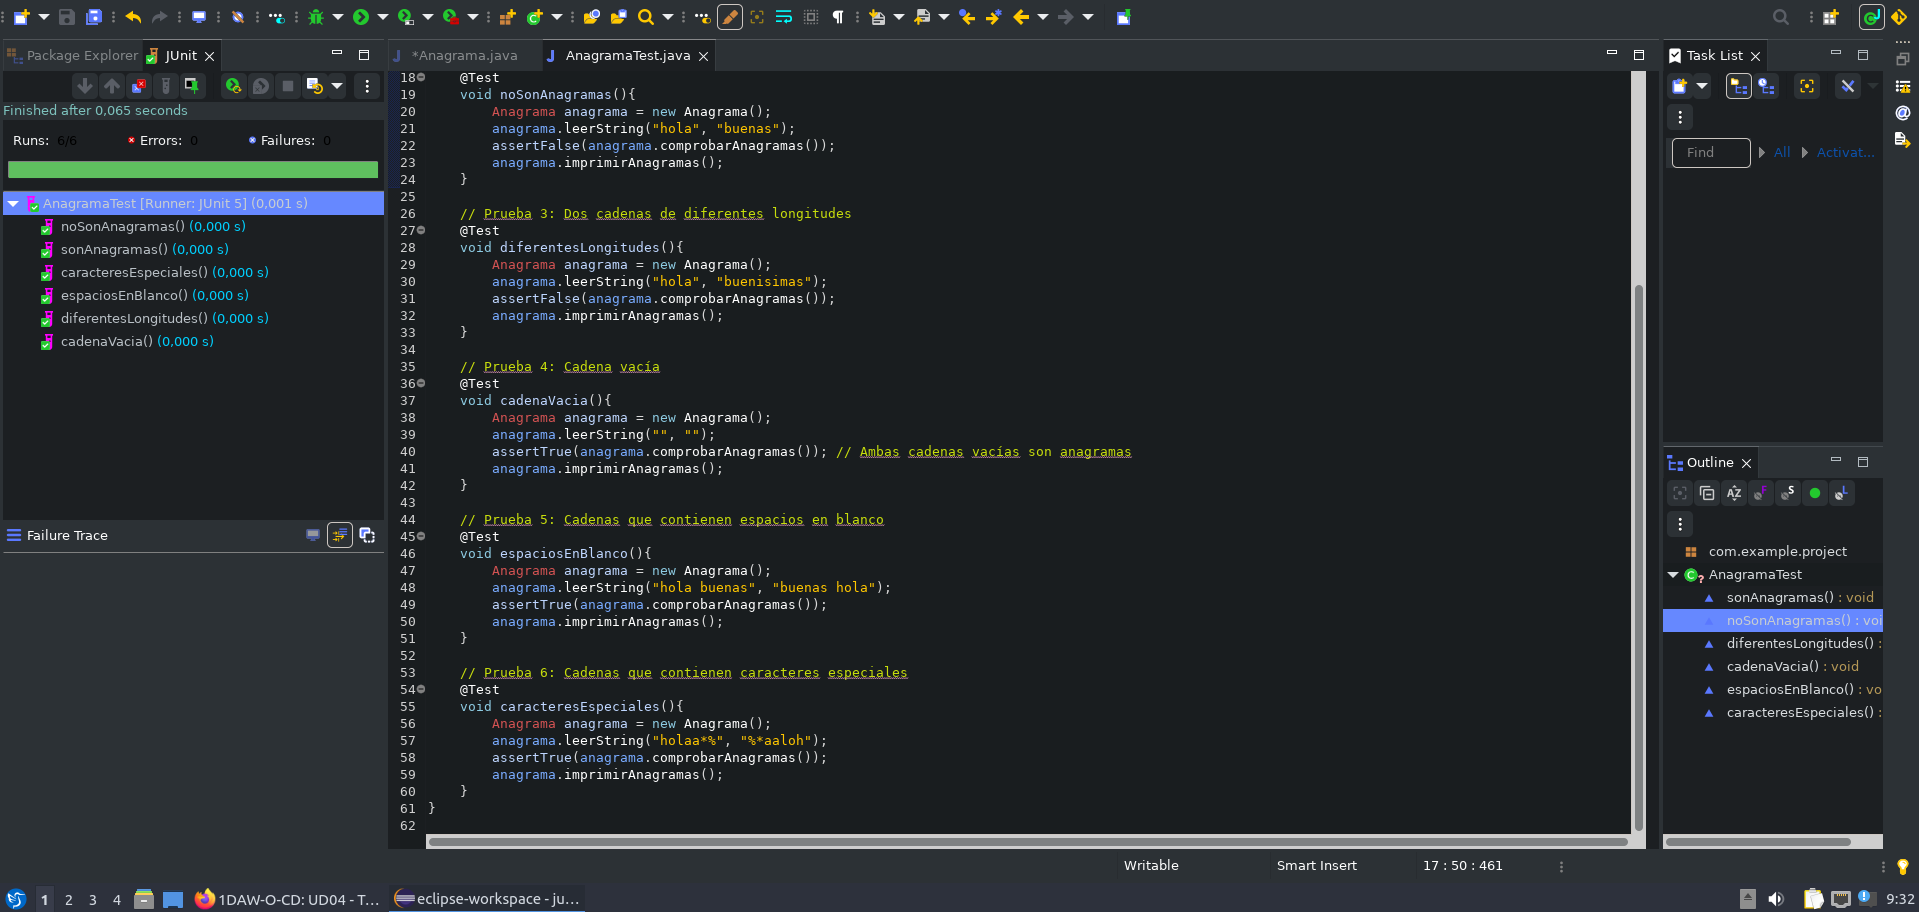 Package Explorer
JUnit
Finished after 0,065 seconds
Runs: 6/6
Errors: 0
Failures: 0
AnagramaTest [Runner: JUnit 5] (0,001 s)
noSonAnagramas() (0,000 s)
sonAnagramas() (0,000 s)
caracteresEspeciales() (0,000 s)
espaciosEnBlanco() (0,000 s)
diferentesLongitudes() (0,000 s)
cadenaVacia() (0,000 s)
Failure Trace
*Anagrama.java
AnagramaTest.java
18 @Test
19 void noSonAnagramas(){
20 Anagrama anagrama = new Anagrama();
21 anagrama.leerString("hola", "buenas");
22 assertFalse(anagrama.comprobarAnagramas());
23 anagrama.imprimirAnagramas();
24 }
25
26 // Prueba 3: Dos cadenas de diferentes longitudes
27 @Test
28 void diferentesLongitudes(){
29 Anagrama anagrama = new Anagrama();
30 anagrama.leerString("hola", "buenisimas");
31 assertFalse(anagrama.comprobarAnagramas());
32 anagrama.imprimirAnagramas();
33 }
34
35 // Prueba 4: Cadena vacía
36 @Test
37 void cadenaVacia(){
38 Anagrama anagrama = new Anagrama();
39 anagrama.leerString("", "");
40 assertTrue(anagrama.comprobarAnagramas()); // Ambas cadenas vacías son anagramas
41 anagrama.imprimirAnagramas();
42 }
43
44 // Prueba 5: Cadenas que contienen espacios en blanco
45 @Test
46 void espaciosEnBlanco(){
47 Anagrama anagrama = new Anagrama();
48 anagrama.leerString("hola buenas", "buenas hola");
49 assertTrue(anagrama.comprobarAnagramas());
50 anagrama.imprimirAnagramas();
51 }
52
53 // Prueba 6: Cadenas que contienen caracteres especiales
54 @Test
55 void caracteresEspeciales(){
56 Anagrama anagrama = new Anagrama();
57 anagrama.leerString("holaa*%", "%*aaloh");
58 assertTrue(anagrama.comprobarAnagramas());
59 anagrama.imprimirAnagramas();
60 }
61 }
62
Task List
Find
All
Activat...
Outline
com.example.project
AnagramaTest
sonAnagramas() : void
noSonAnagramas() : voi
diferentesLongitudes() :
cadenaVacia() : void
espaciosEnBlanco() : vo
caracteresEspeciales() :
Writable
Smart Insert
17 : 50 : 461
1 2 3 4
1DAW-O-CD: UD04 - T...
eclipse-workspace - ju...
9:32